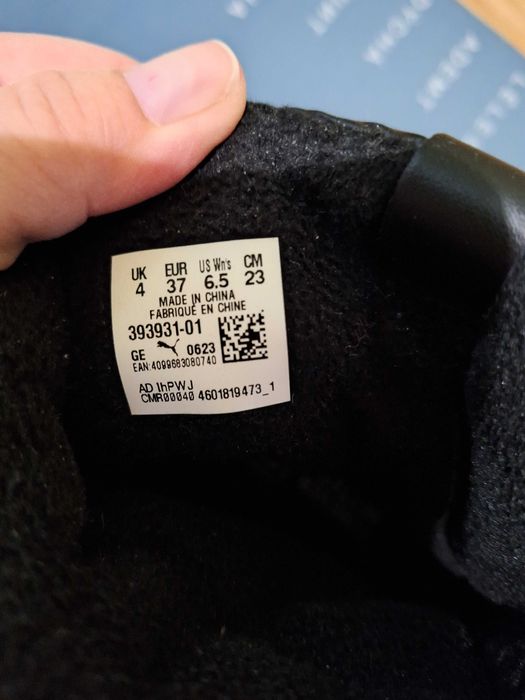 UK EUR US Wn's CM
4 37 6.5 23
MADE IN CHINA
FABRIQUÉ EN CHINE
393931-01
GE 0623
EAN:4099683080740
AD IhPWJ
CMR00040 4601819473_1